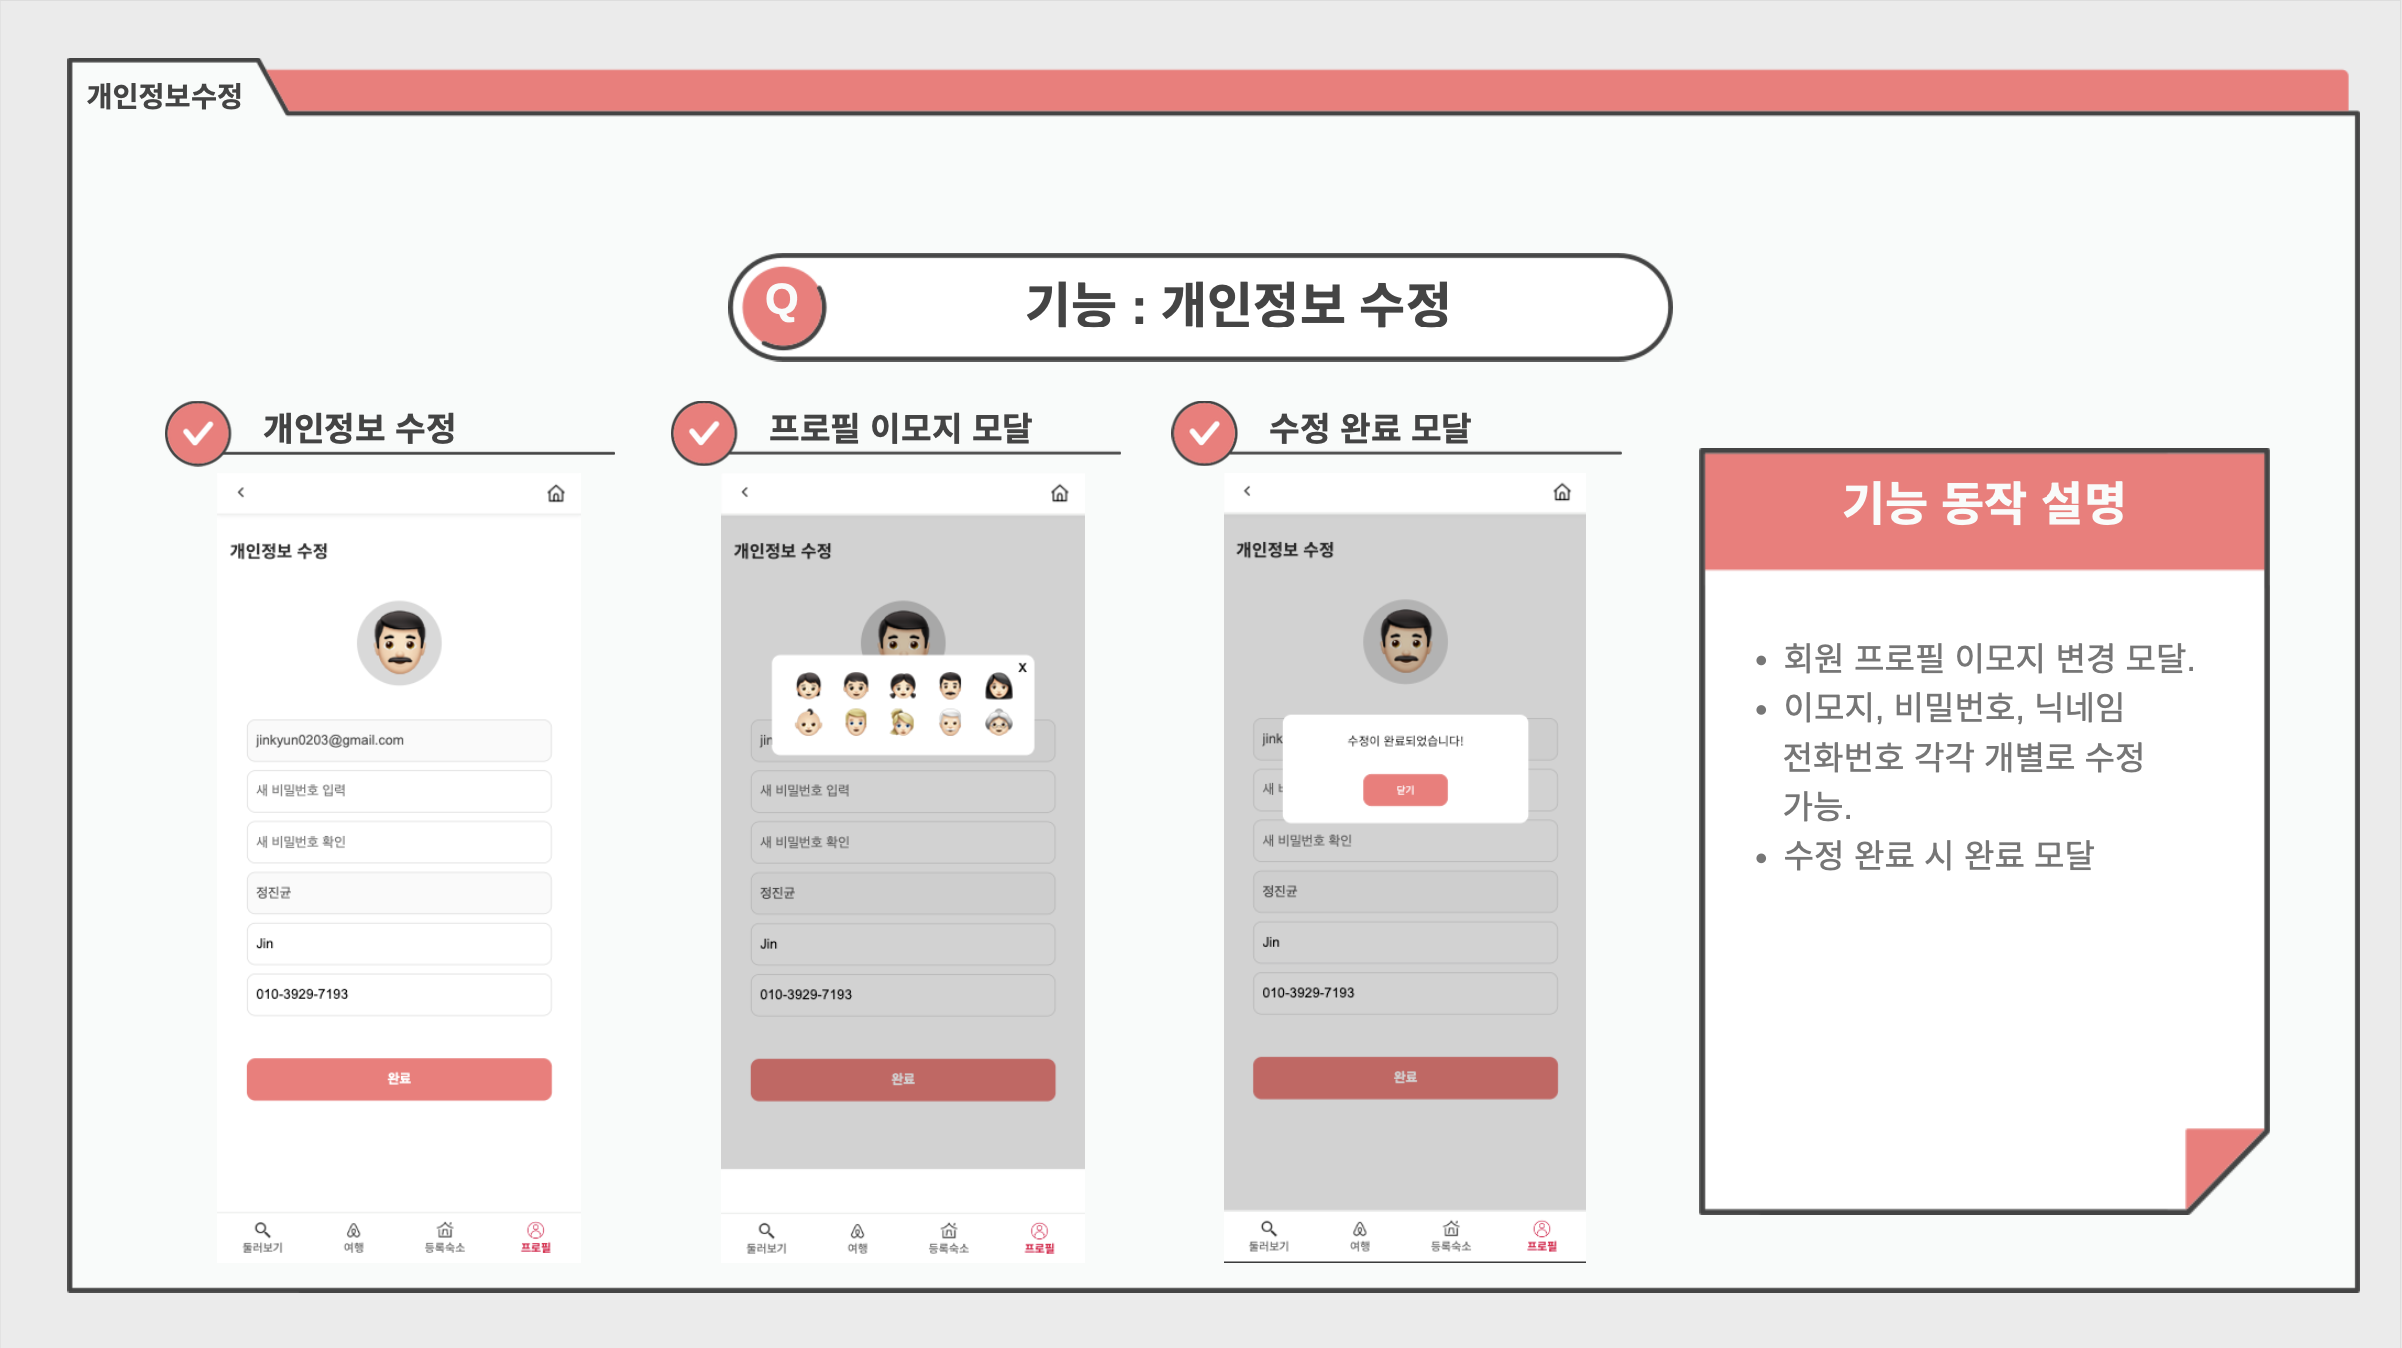 개인정보수정
Q
기능 : 개인정보 수정
개인정보 수정
개인정보 수정
jinkyun0203@gmail.com
새 비밀번호 입력
새 비밀번호 확인
정진균
Jin
010-3929-7193
완료
둘러보기 여행 등록숙소 프로필
프로필 이모지 모달
개인정보 수정
X
jin
새 비밀번호 입력
새 비밀번호 확인
정진균
Jin
010-3929-7193
완료
둘러보기 여행 등록숙소 프로필
수정 완료 모달
개인정보 수정
jink
수정이 완료되었습니다!
새
닫기
새 비밀번호 확인
정진균
Jin
010-3929-7193
완료
둘러보기 여행 등록숙소 프로필
기능 동작 설명
• 회원 프로필 이모지 변경 모달.
• 이모지, 비밀번호, 닉네임
전화번호 각각 개별로 수정
가능.
• 수정 완료 시 완료 모달